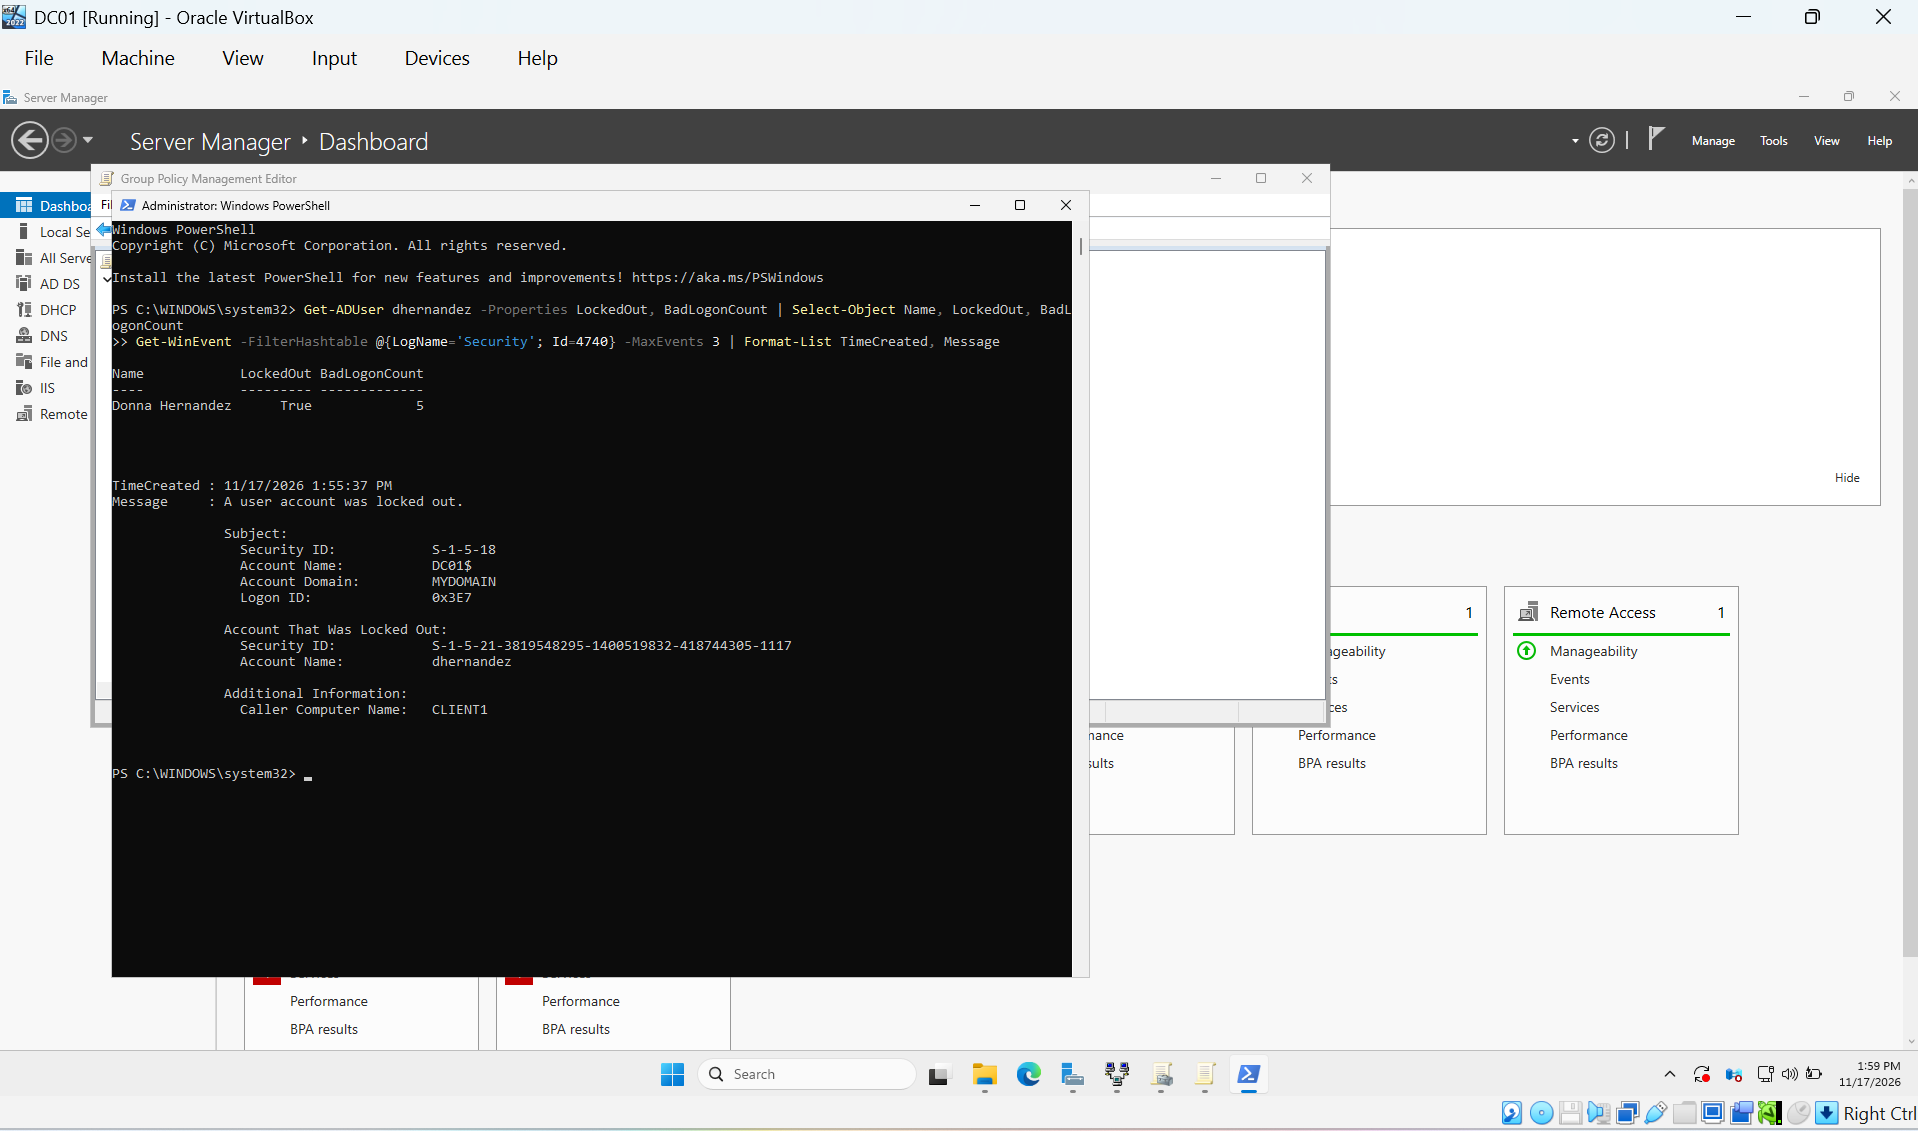 DC01 [Running] - Oracle VirtualBox
File Machine View Input Devices Help
Server Manager
Server Manager ‣ Dashboard
Manage Tools View Help
Group Policy Management Editor
Administrator: Windows PowerShell
Local Se
All Serve
AD DS
DHCP
DNS
File and
IIS
Remote
Windows PowerShell
Copyright (C) Microsoft Corporation. All rights reserved.
Install the latest PowerShell for new features and improvements! https://aka.ms/PSWindows
PS C:\WINDOWS\system32> Get-ADUser dhernandez -Properties LockedOut, BadLogonCount | Select-Object Name, LockedOut, BadL
ogonCount
>> Get-WinEvent -FilterHashtable @{LogName='Security'; Id=4740} -MaxEvents 3 | Format-List TimeCreated, Message
Name LockedOut BadLogonCount
---- --------- -------------
Donna Hernandez True 5
TimeCreated : 11/17/2026 1:55:37 PM
Message : A user account was locked out.
Subject:
Security ID: S-1-5-18
Account Name: DC01$
Account Domain: MYDOMAIN
Logon ID: 0x3E7
Account That Was Locked Out:
Security ID: S-1-5-21-3819548295-1400519832-418744305-1117
Account Name: dhernandez
Additional Information:
Caller Computer Name: CLIENT1
PS C:\WINDOWS\system32>
Hide
1
Performance
BPA results
Remote Access 1
Manageability
Events
Services
Performance
BPA results
Performance
BPA results
Performance
BPA results
Search
1:59 PM
11/17/2026
Right Ctrl